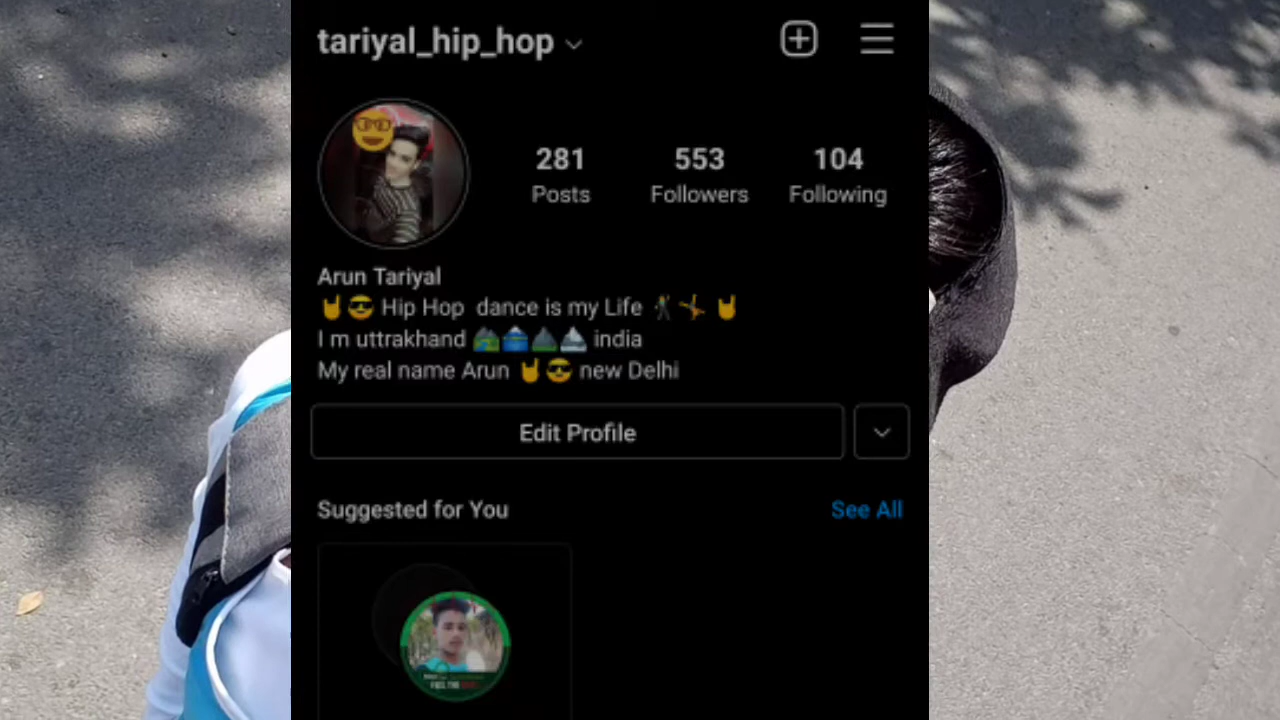 tariyal_hip_hop
281 553 104
Posts Followers Following
Arun Tariyal
🤘😎 Hip Hop dance is my Life 🕺🤸 🤘
I m uttrakhand 🏞️🗻⛰️🏔️ india
My real name Arun 🤘😎 new Delhi
Edit Profile
Suggested for You See All